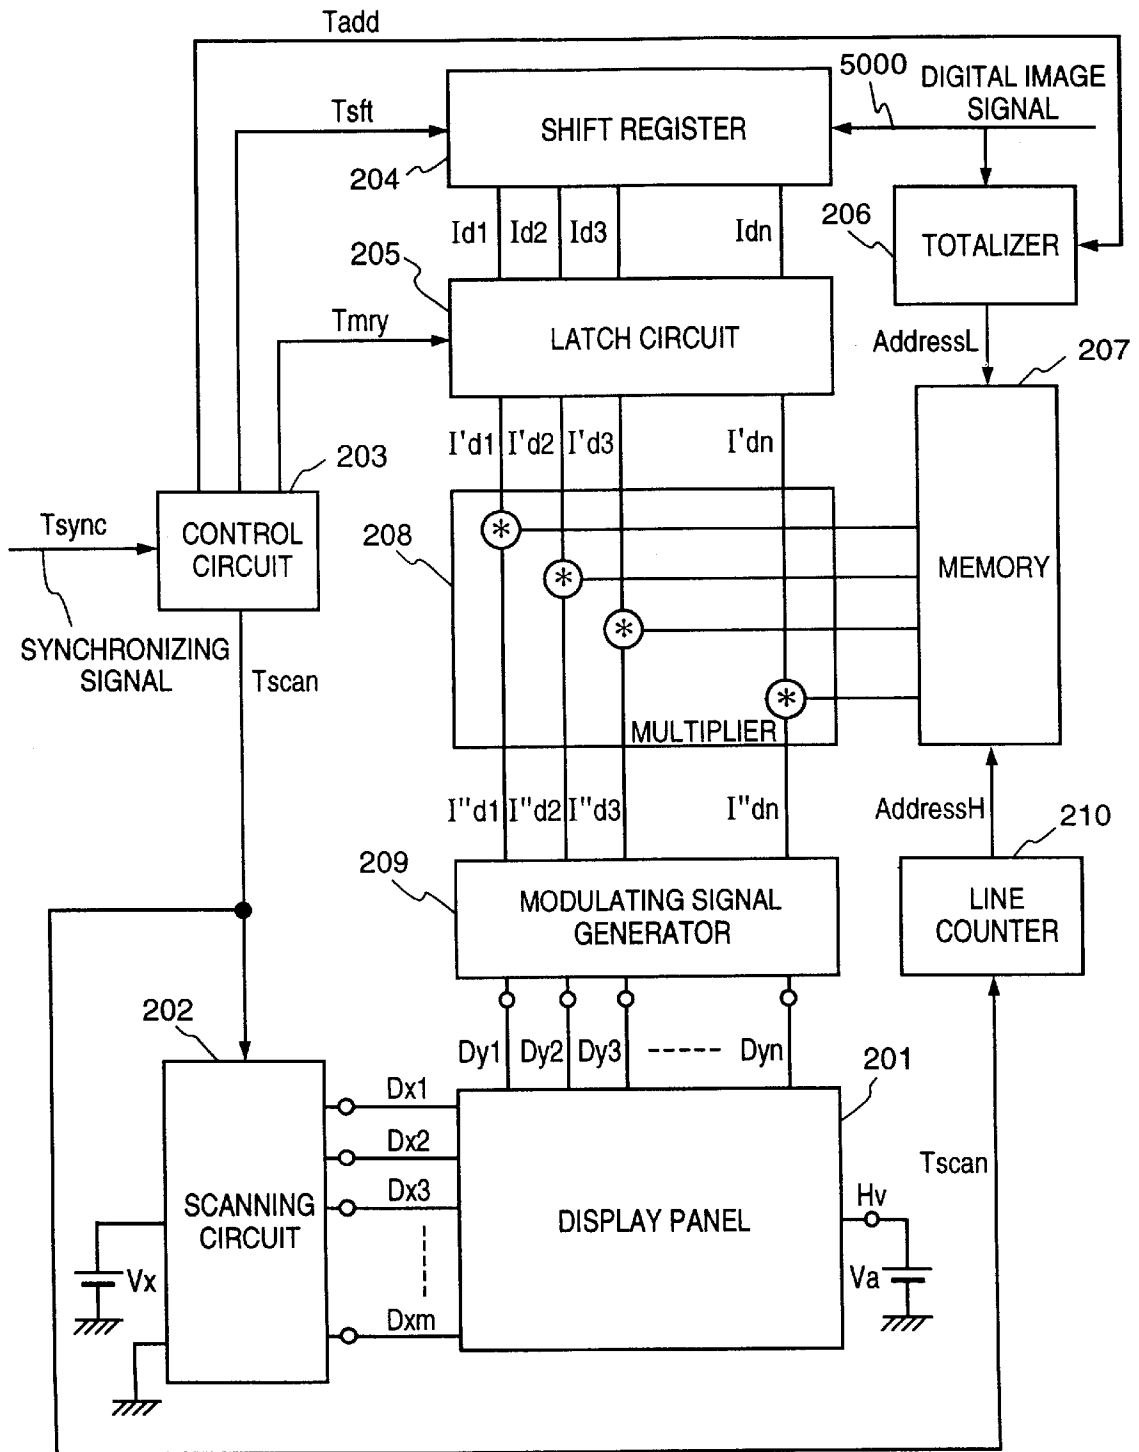 Tadd
5000
DIGITAL IMAGE
SIGNAL
Tsft
SHIFT REGISTER
204
206
TOTALIZER
Id1 Id2 Id3 Idn
205
Tmry
LATCH CIRCUIT
AddressL
207
I'd1 I'd2 I'd3 I'dn
203
Tsync
CONTROL
CIRCUIT
208
*
*
*
*
MEMORY
SYNCHRONIZING
SIGNAL
Tscan
MULTIPLIER
I"d1 I"d2 I"d3 I"dn
AddressH
210
209
MODULATING SIGNAL
GENERATOR
LINE
COUNTER
202
Dy1 Dy2 Dy3 ----- Dyn
201
Dx1
Dx2
Dx3
Dxm
SCANNING
CIRCUIT
DISPLAY PANEL
Tscan
Hv
Vx
Va